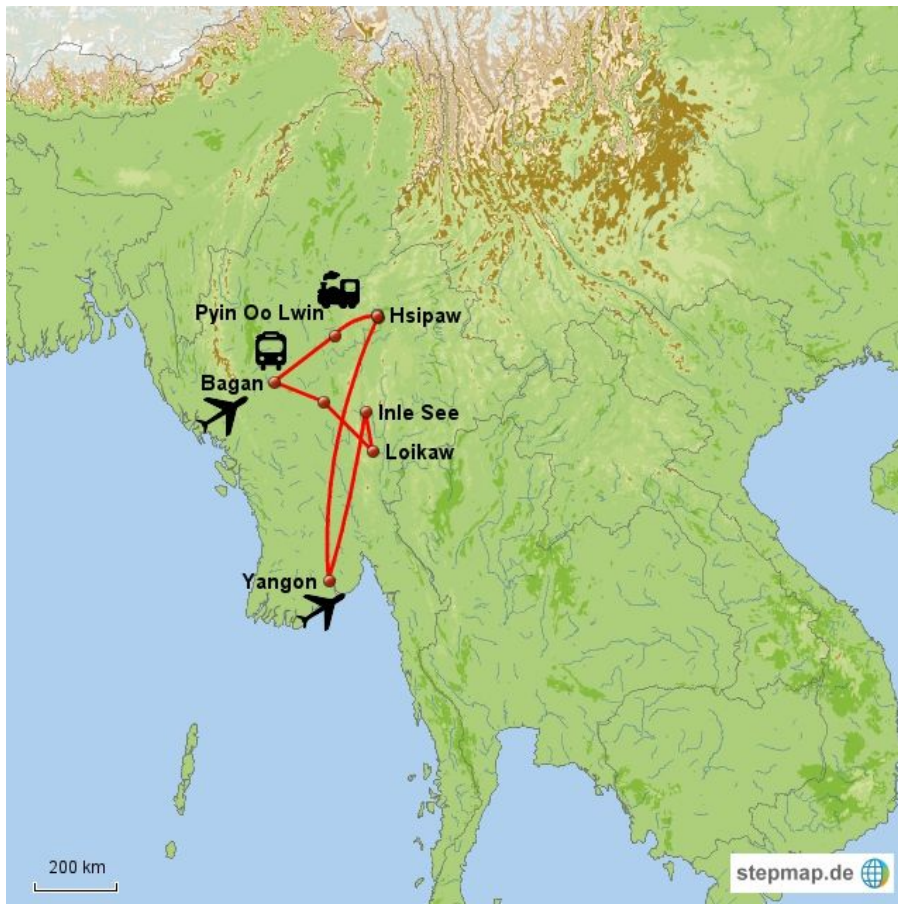 Pyin Oo Lwin
Hsipaw
Bagan
Inle See
Loikaw
Yangon
200 km
stepmap.de